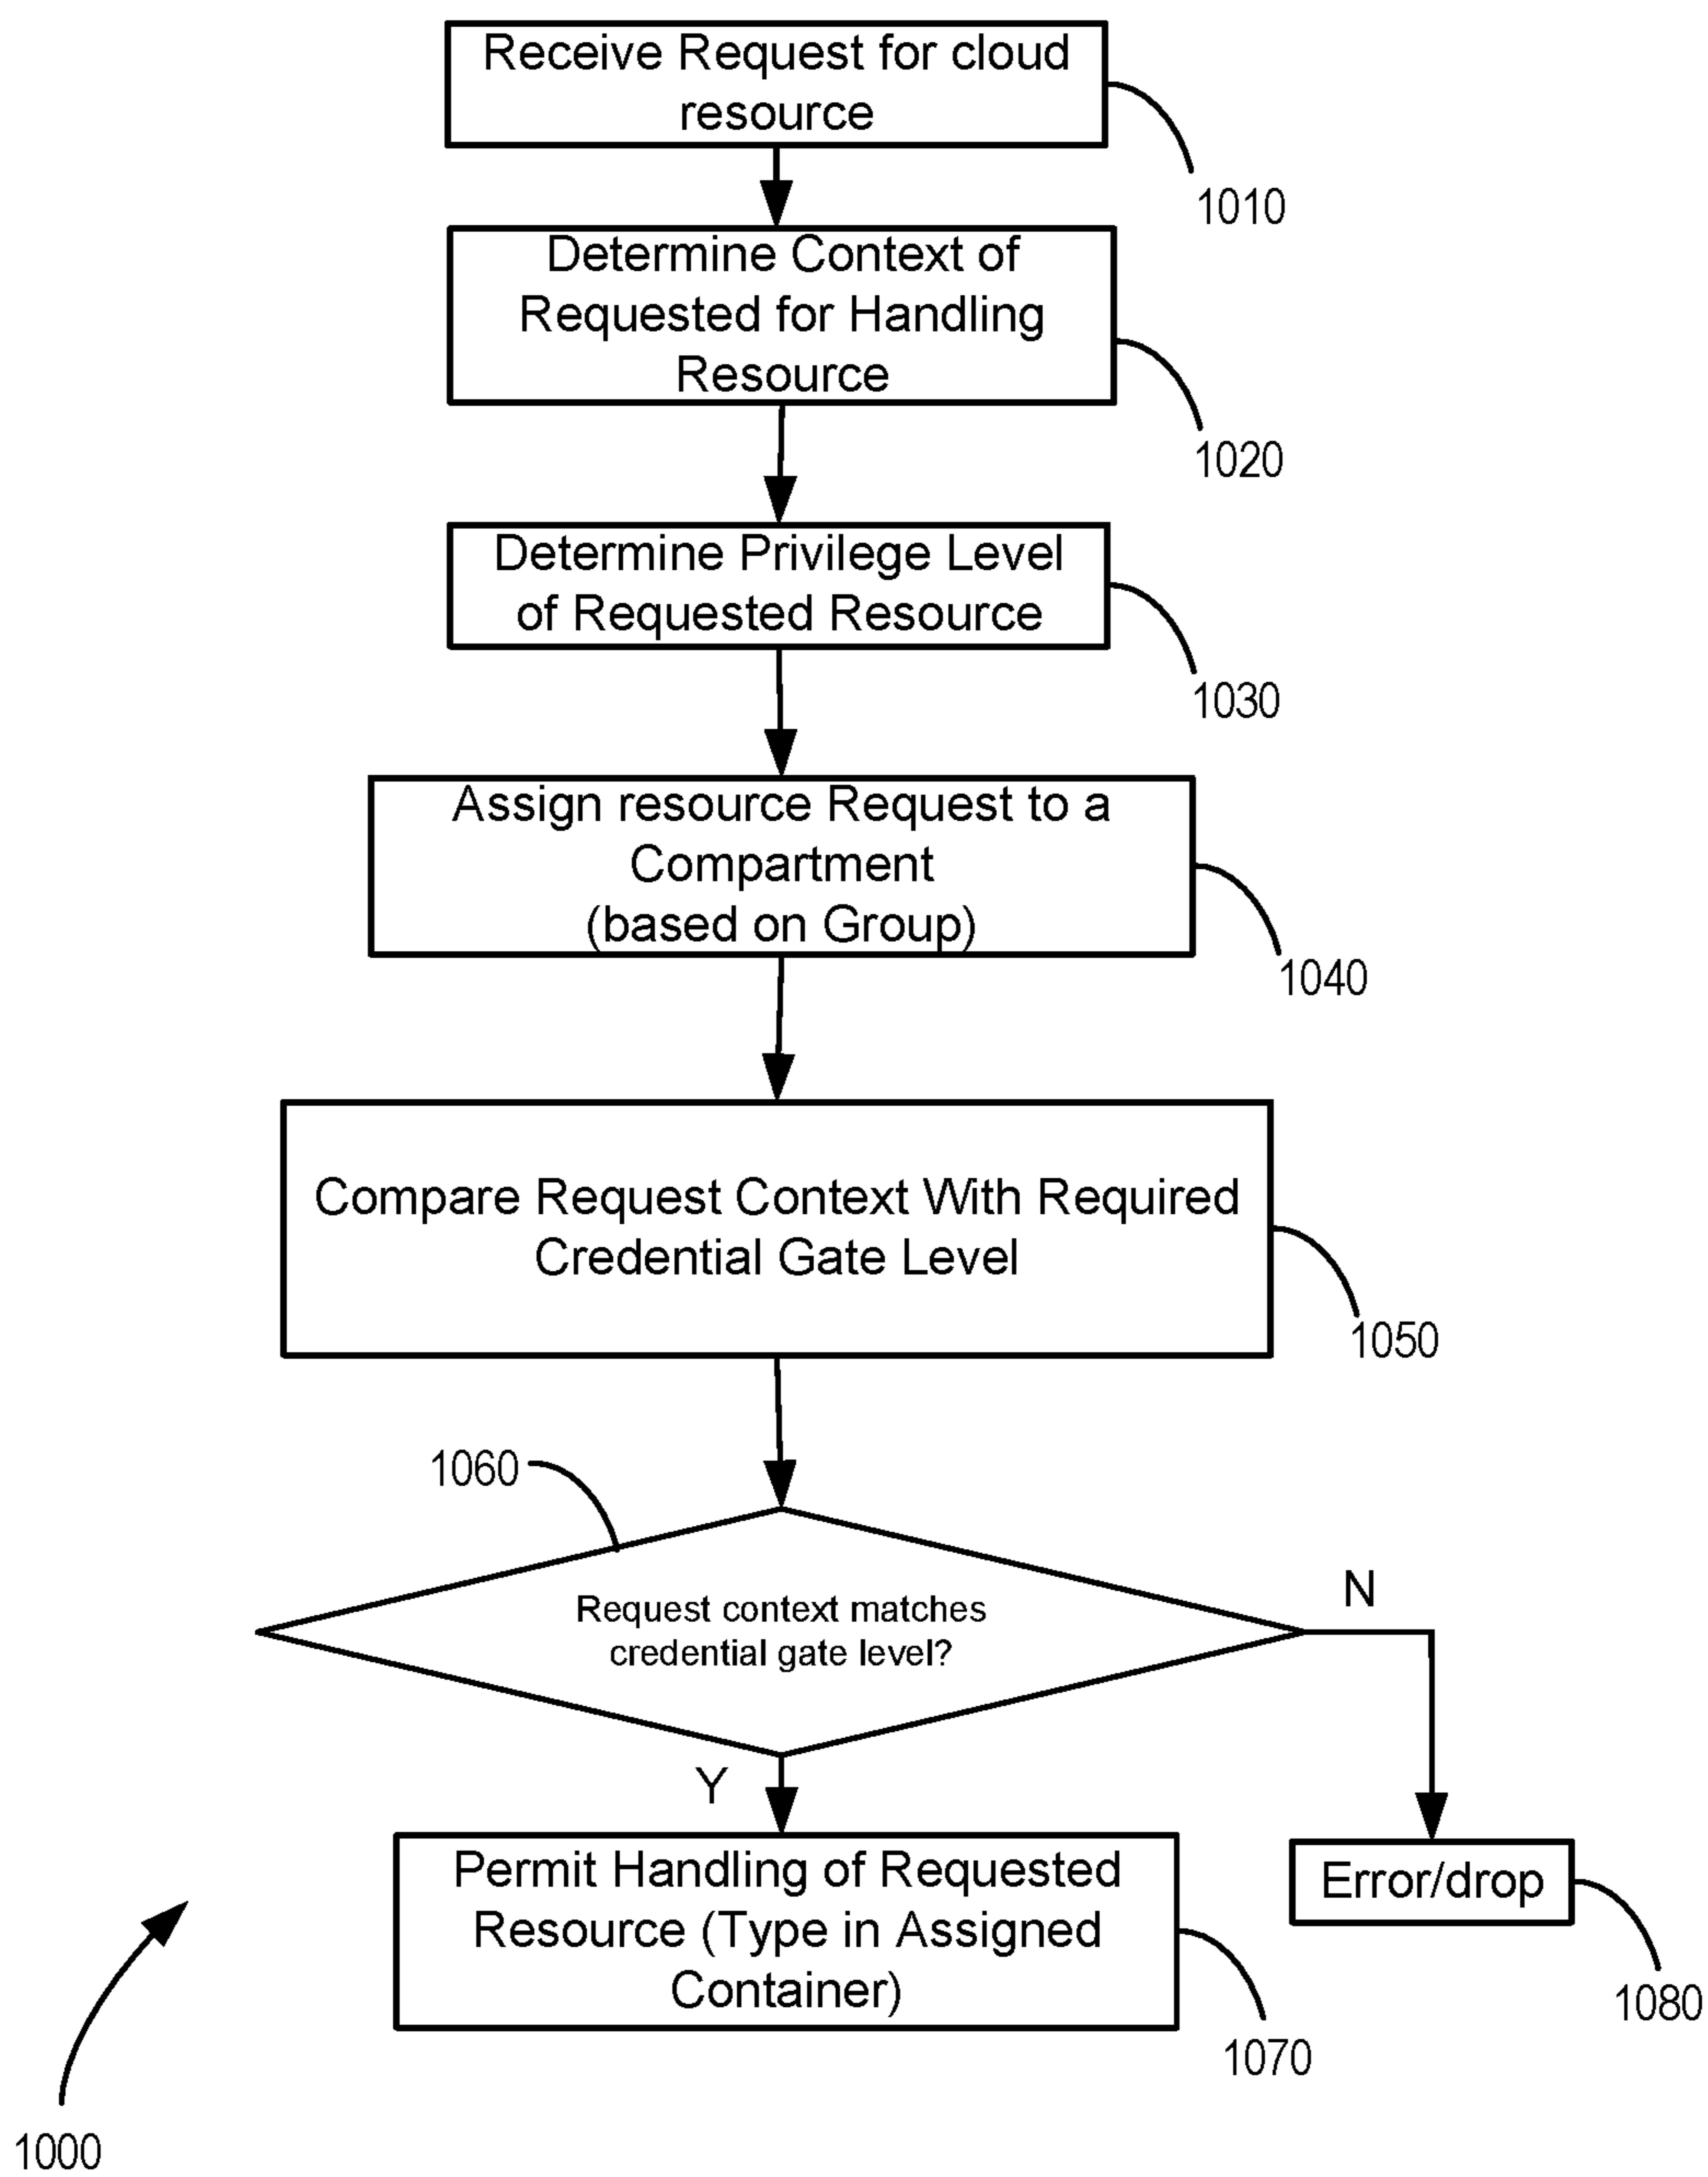 Receive Request for cloud
resource
1010
Determine Context of
Requested for Handling
Resource
1020
Determine Privilege Level
of Requested Resource
1030
Assign resource Request to a
Compartment
(based on Group)
1040
Compare Request Context With Required
Credential Gate Level
1050
1060
Request context matches
credential gate level?
N
Y
Permit Handling of Requested
Resource (Type in Assigned
Container)
1070
Error/drop
1080
1000